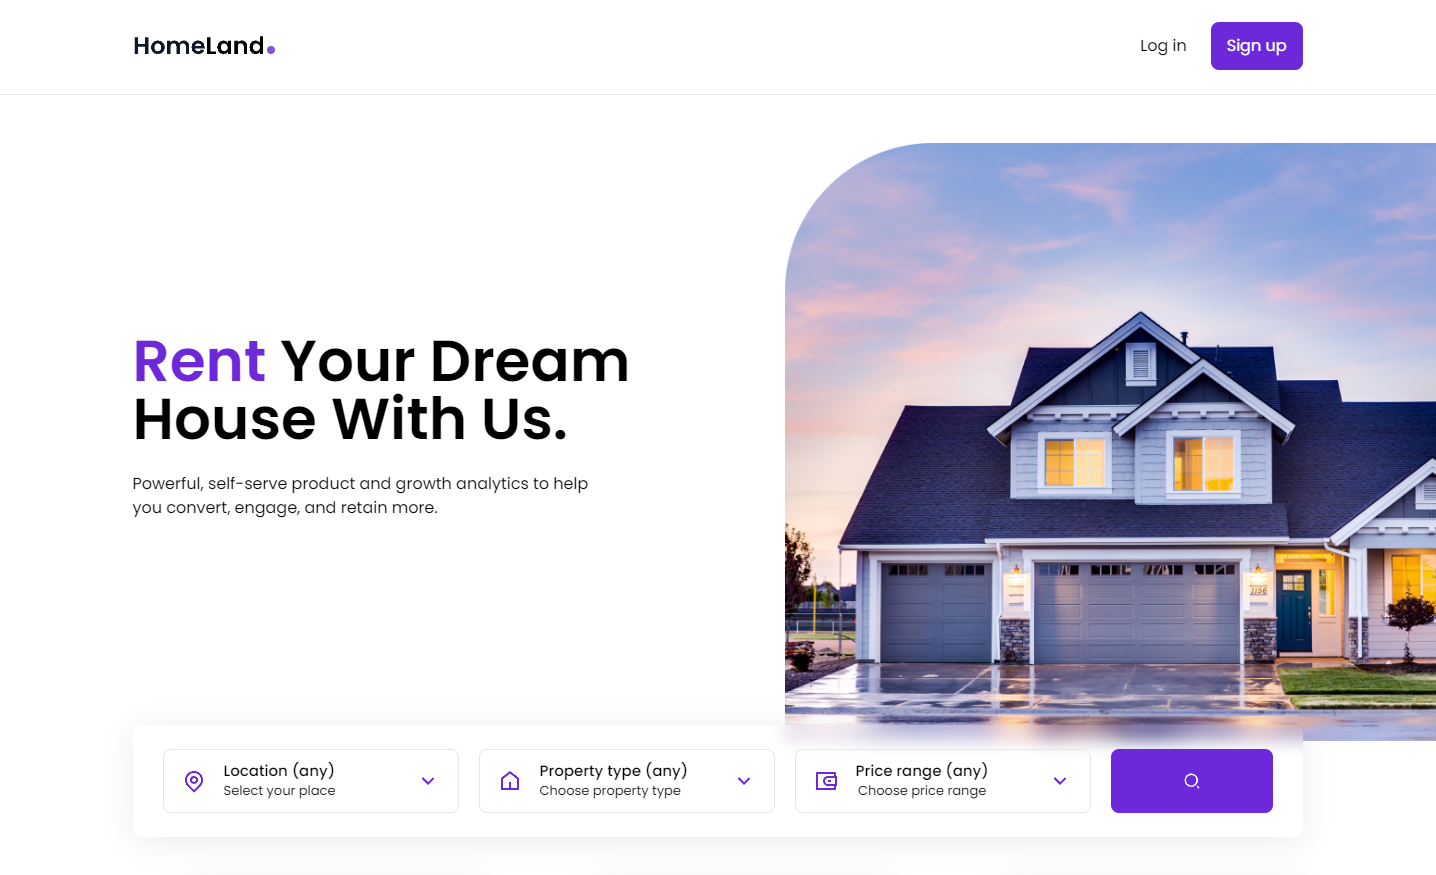 HomeLand
Log in
Sign up
Rent Your Dream
House With Us.
Powerful, self-serve product and growth analytics to help
you convert, engage, and retain more.
1156
Location (any)
Select your place
Property type (any)
Choose property type
Price range (any)
Choose price range